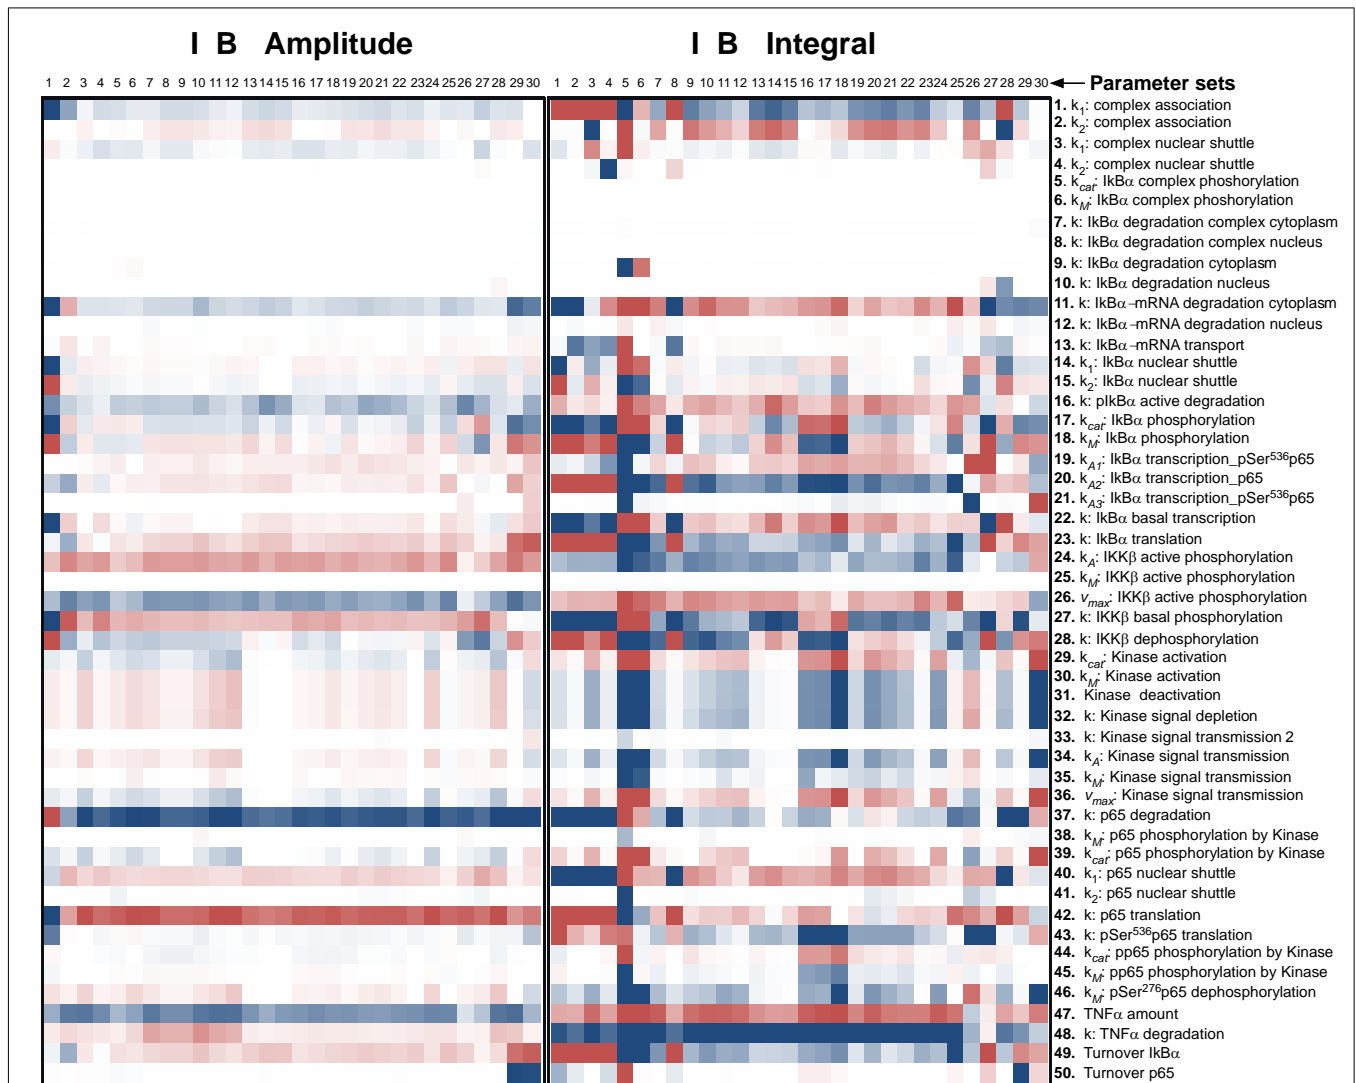 I B Amplitude
I B Integral
1 2 3 4 5 6 7 8 9 10 11 12 13 14 15 16 17 18 19 20 21 22 23 24 25 26 27 28 29 30
1 2 3 4 5 6 7 8 9 10 11 12 13 14 15 16 17 18 19 20 21 22 23 24 25 26 27 28 29 30
Parameter sets
1. k1: complex association
2. k2: complex association
3. k1: complex nuclear shuttle
4. k2: complex nuclear shuttle
5. kcat: IkBα complex phoshorylation
6. kM: IkBα complex phoshorylation
7. k: IkBα degradation complex cytoplasm
8. k: IkBα degradation complex nucleus
9. k: IkBα degradation cytoplasm
10. k: IkBα degradation nucleus
11. k: IkBα−mRNA degradation cytoplasm
12. k: IkBα−mRNA degradation nucleus
13. k: IkBα−mRNA transport
14. k1: IkBα nuclear shuttle
15. k2: IkBα nuclear shuttle
16. k: pIkBα active degradation
17. kcat: IkBα phosphorylation
18. kM: IkBα phosphorylation
19. kA1: IkBα transcription_pSer536p65
20. kA2: IkBα transcription_p65
21. kA3: IkBα transcription_pSer536p65
22. k: IkBα basal transcription
23. k: IkBα translation
24. kA: IKKβ active phosphorylation
25. kM: IKKβ active phosphorylation
26. vmax: IKKβ active phosphorylation
27. k: IKKβ basal phosphorylation
28. k: IKKβ dephosphorylation
29. kcat: Kinase activation
30. kM: Kinase activation
31. Kinase deactivation
32. k: Kinase signal depletion
33. k: Kinase signal transmission 2
34. kA: Kinase signal transmission
35. kM: Kinase signal transmission
36. vmax: Kinase signal transmission
37. k: p65 degradation
38. kM: p65 phosphorylation by Kinase
39. kcat: p65 phosphorylation by Kinase
40. k1: p65 nuclear shuttle
41. k2: p65 nuclear shuttle
42. k: p65 translation
43. k: pSer536p65 translation
44. kcat: pp65 phosphorylation by Kinase
45. kM: pp65 phosphorylation by Kinase
46. kM: pSer276p65 dephosphorylation
47. TNFα amount
48. k: TNFα degradation
49. Turnover IkBα
50. Turnover p65